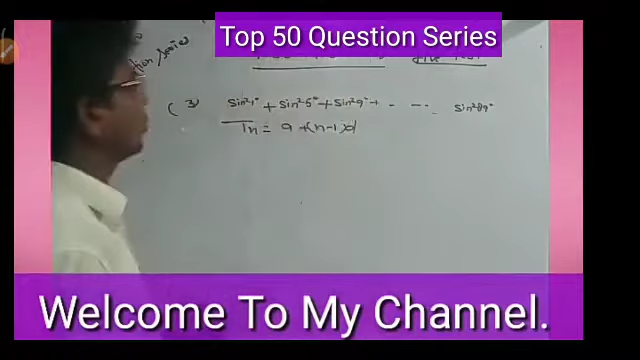 Top 50 Question Series
(3) sin²1° + sin²5° + sin²9° + - - - - sin²89°
Tn = a + (n-1)d
Welcome To My Channel.